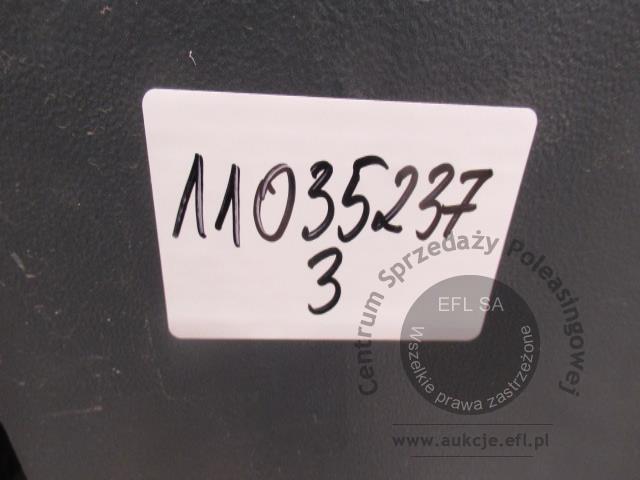 11035237
3
Centrum Sprzedaży Poleasingowej
EFL SA
Wszelkie prawa zastrzeżone
www.aukcje.efl.pl